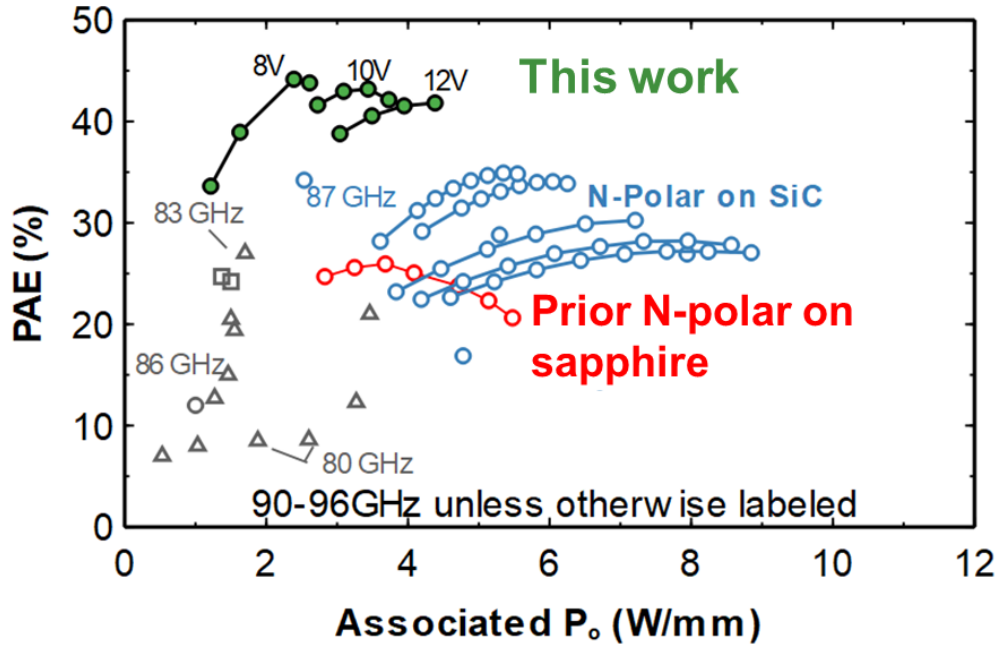 50
40
30
20
10
0
PAE (%)
8V
10V
12V
This work
87 GHz
N-Polar on SiC
83 GHz
Prior N-polar on
sapphire
86 GHz
80 GHz
90-96GHz unless otherwise labeled
0 2 4 6 8 10 12
Associated Pₒ (W/mm)